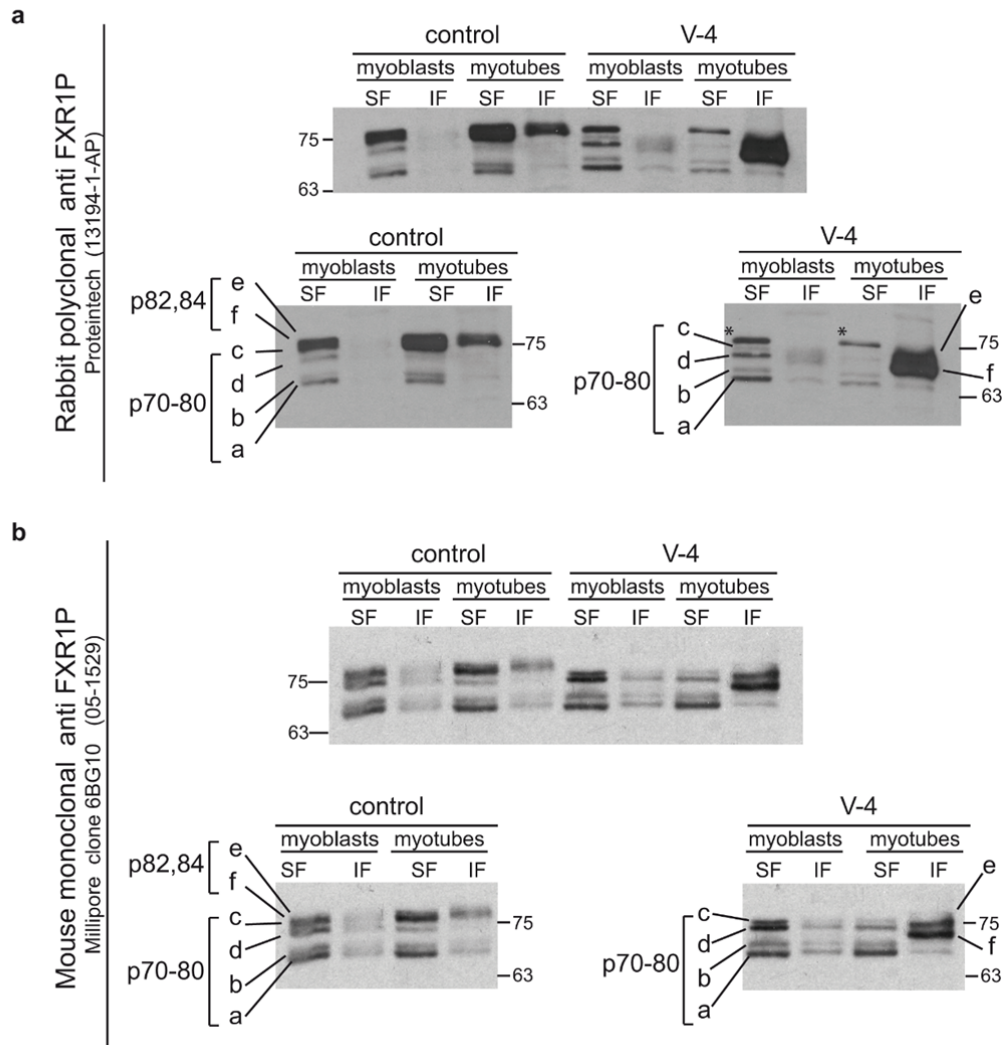 a
Rabbit polyclonal anti FXR1P
Proteintech (13194-1-AP)
control V-4
myoblasts myotubes myoblasts myotubes
SF IF SF IF SF IF SF IF
75
63
control
myoblasts myotubes
SF IF SF IF
p82,84
e
f
p70-80
c
d
b
a
75
63
V-4
myoblasts myotubes
SF IF SF IF
* *
p70-80
c
d
b
a
e
75
f
63
b
Mouse monoclonal anti FXR1P
Millipore clone 6BG10 (05-1529)
control V-4
myoblasts myotubes myoblasts myotubes
SF IF SF IF SF IF SF IF
75
63
control
myoblasts myotubes
SF IF SF IF
p82,84
e
f
p70-80
c
d
b
a
75
63
V-4
myoblasts myotubes
SF IF SF IF
p70-80
c
d
b
a
e
75
f
63